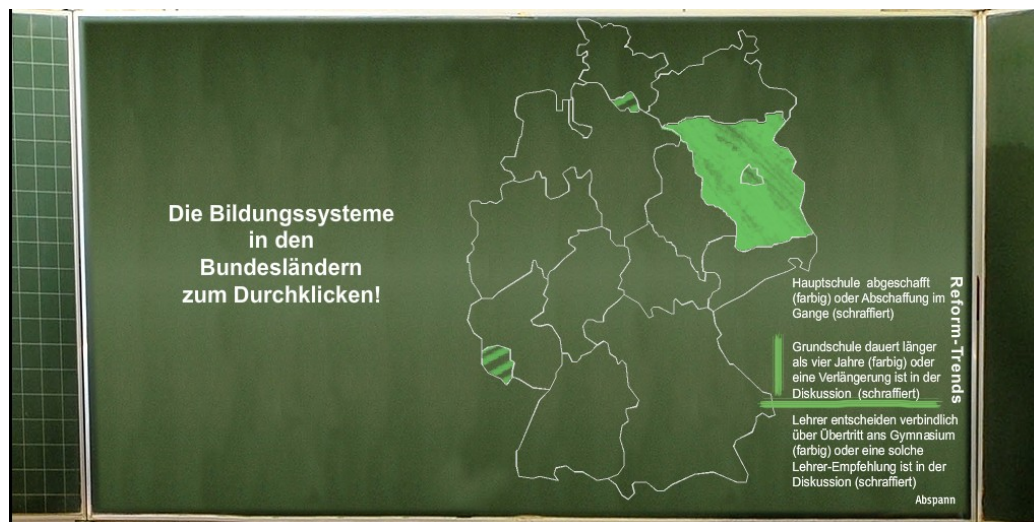 Die Bildungssysteme
in den
Bundesländern
zum Durchklicken!
Reform-Trends
Hauptschule abgeschafft
(farbig) oder Abschaffung im
Gange (schraffiert)
Grundschule dauert länger
als vier Jahre (farbig) oder
eine Verlängerung ist in der
Diskussion (schraffiert)
Lehrer entscheiden verbindlich
über Übertritt ans Gymnasium
(farbig) oder eine solche
Lehrer-Empfehlung ist in der
Diskussion (schraffiert)
Abspann